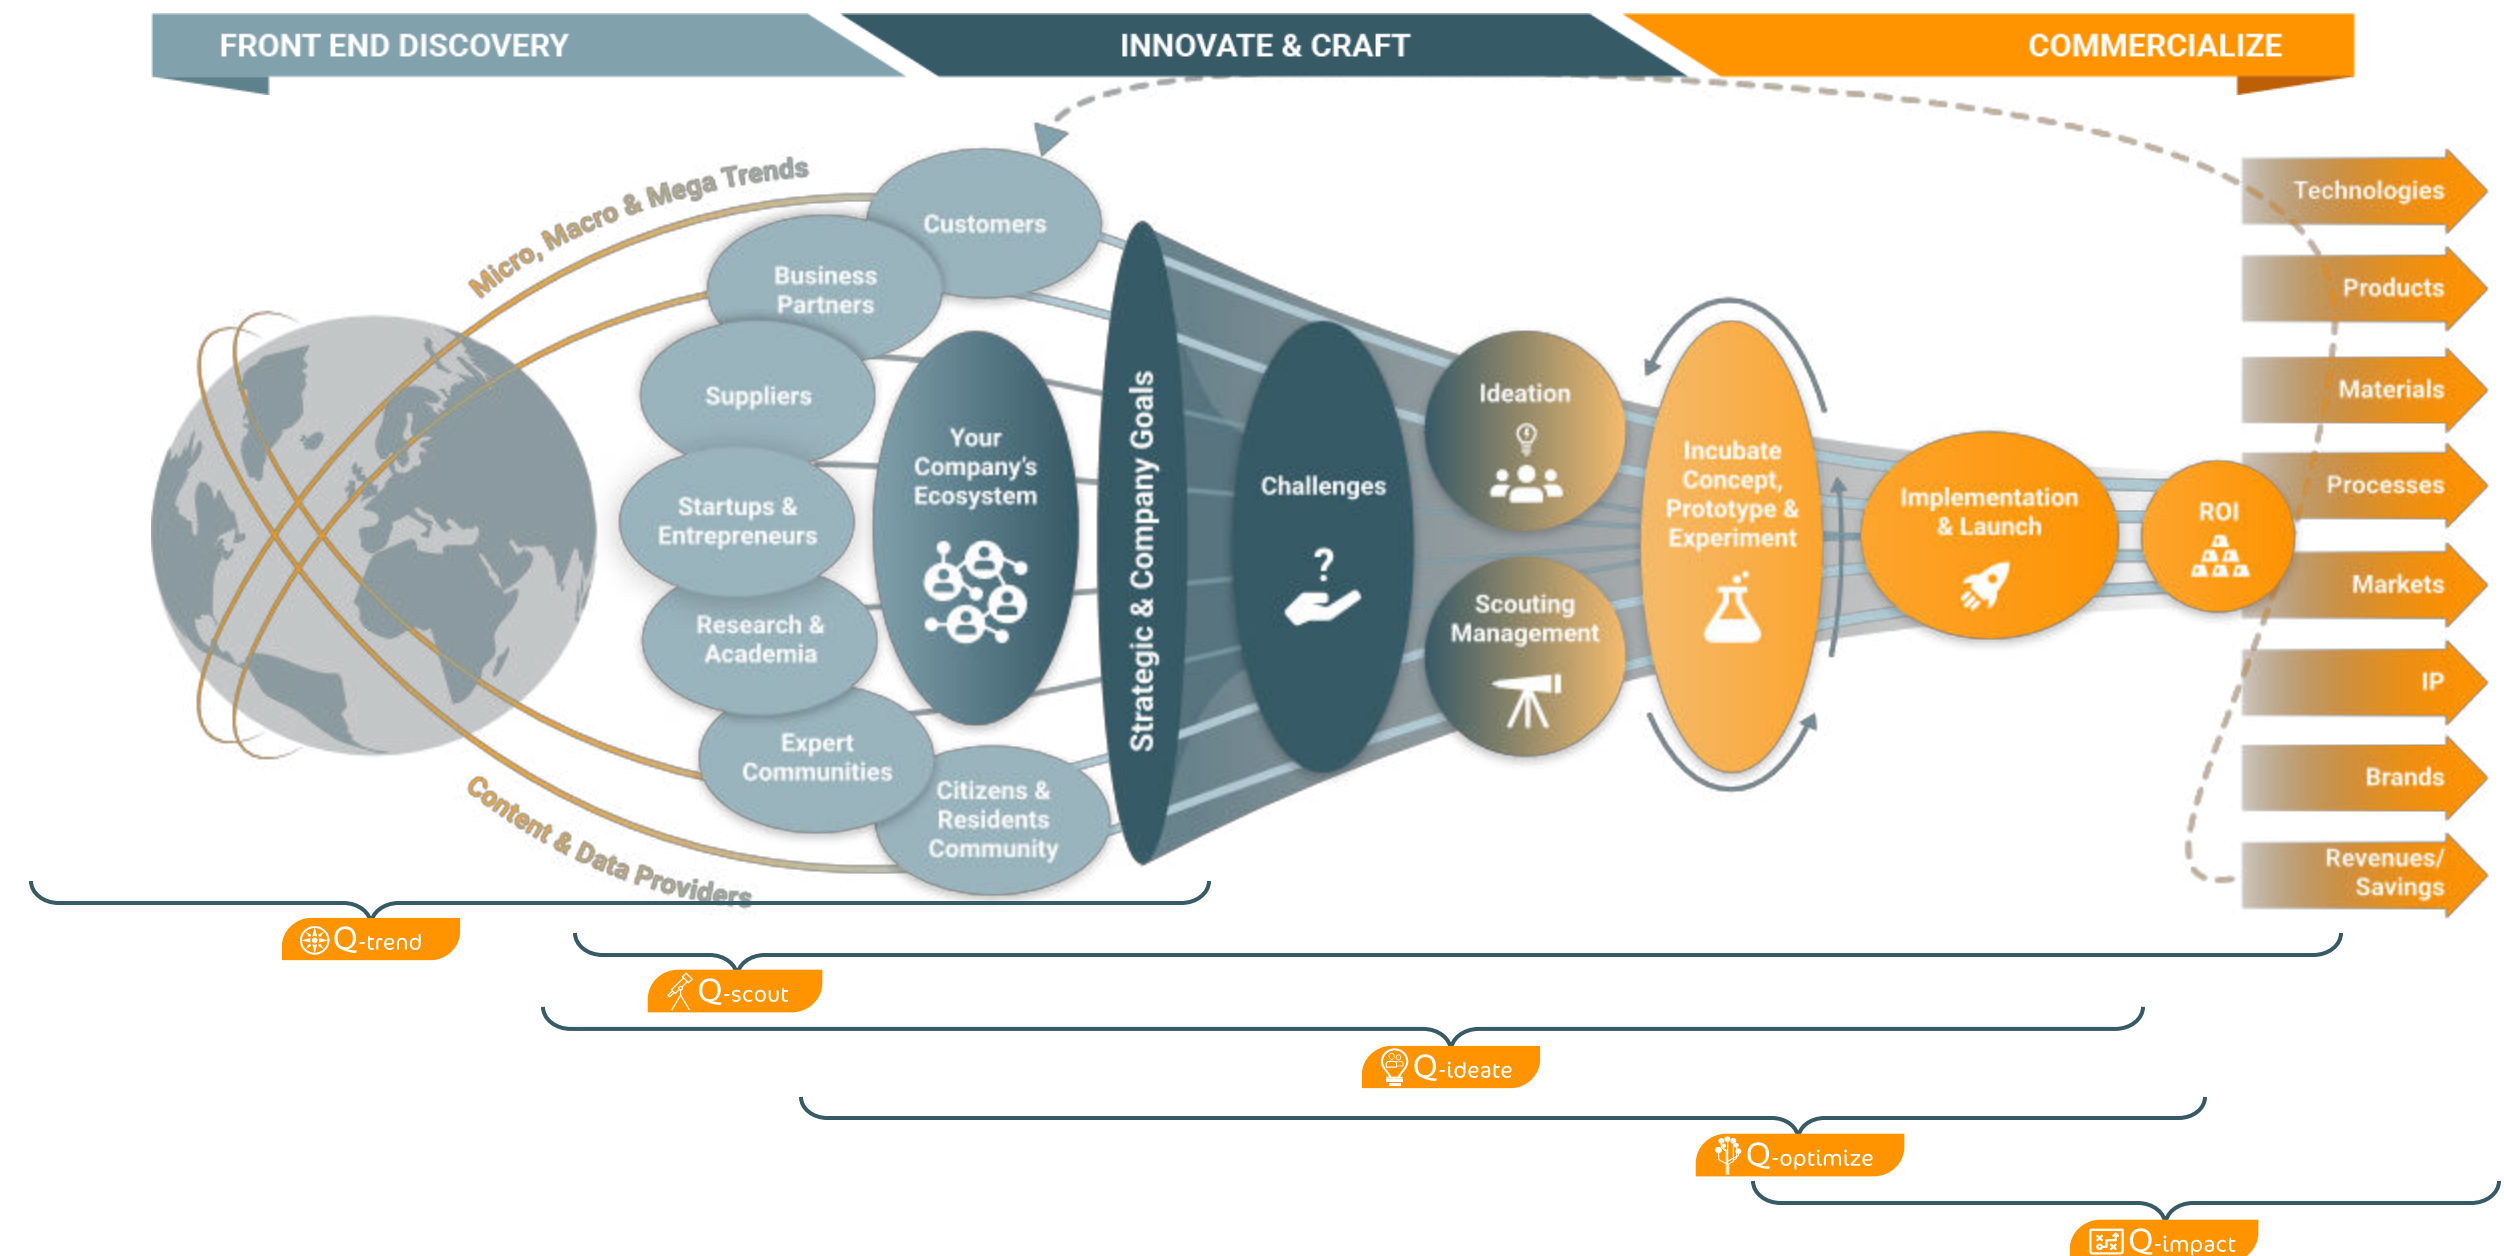 FRONT END DISCOVERY
INNOVATE & CRAFT
COMMERCIALIZE
Micro, Macro & Mega Trends
Content & Data Providers
Customers
Business
Partners
Suppliers
Startups &
Entrepreneurs
Research &
Academia
Expert
Communities
Citizens &
Residents
Community
Your
Company's
Ecosystem
Strategic & Company Goals
Challenges
?
Ideation
Scouting
Management
Incubate
Concept,
Prototype &
Experiment
Implementation
& Launch
ROI
Technologies
Products
Materials
Processes
Markets
IP
Brands
Revenues/
Savings
Q-trend
Q-scout
Q-ideate
Q-optimize
Q-impact